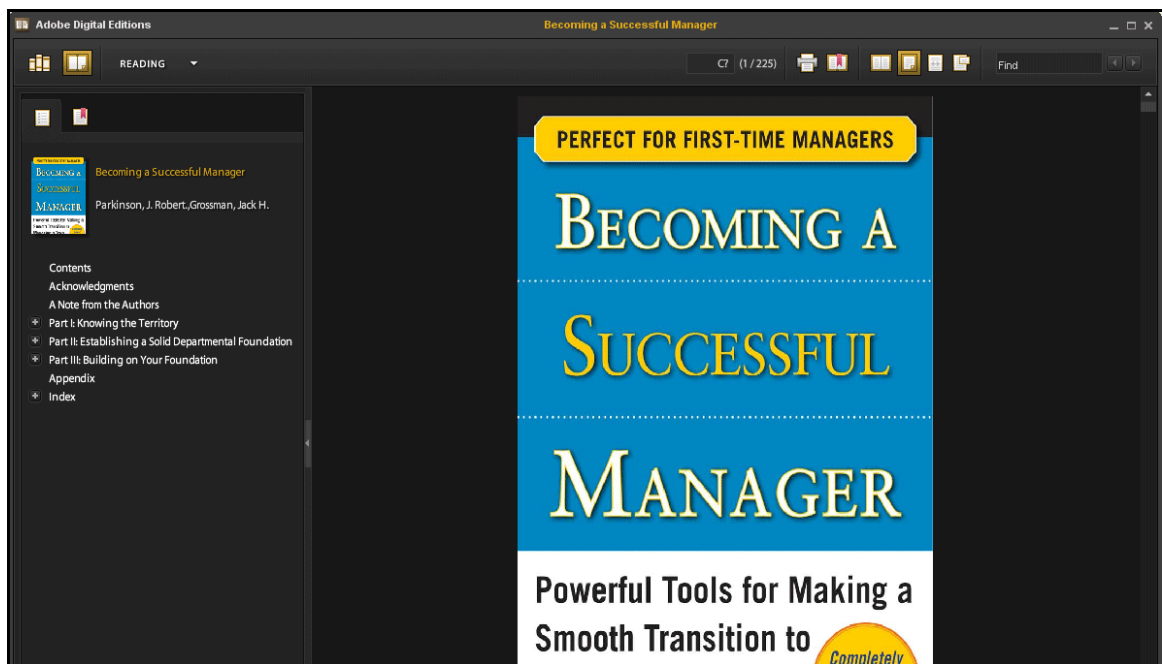 Adobe Digital Editions
Becoming a Successful Manager
READING
C7 (1 / 225)
Find
Becoming a Successful Manager
Parkinson, J. Robert.,Grossman, Jack H.
Contents
Acknowledgments
A Note from the Authors
Part I: Knowing the Territory
Part II: Establishing a Solid Departmental Foundation
Part III: Building on Your Foundation
Appendix
Index
PERFECT FOR FIRST-TIME MANAGERS
BECOMING A
SUCCESSFUL
MANAGER
Powerful Tools for Making a
Smooth Transition to
Completely